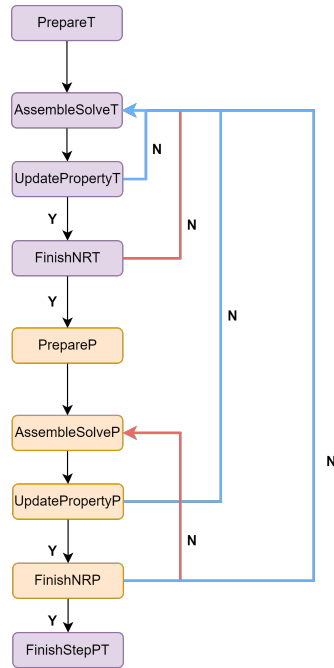 PrepareT
AssembleSolveT
N
UpdatePropertyT
Y
N
FinishNRT
Y
N
PrepareP
AssembleSolveP
N
UpdatePropertyP
N
Y
FinishNRP
Y
FinishStepPT